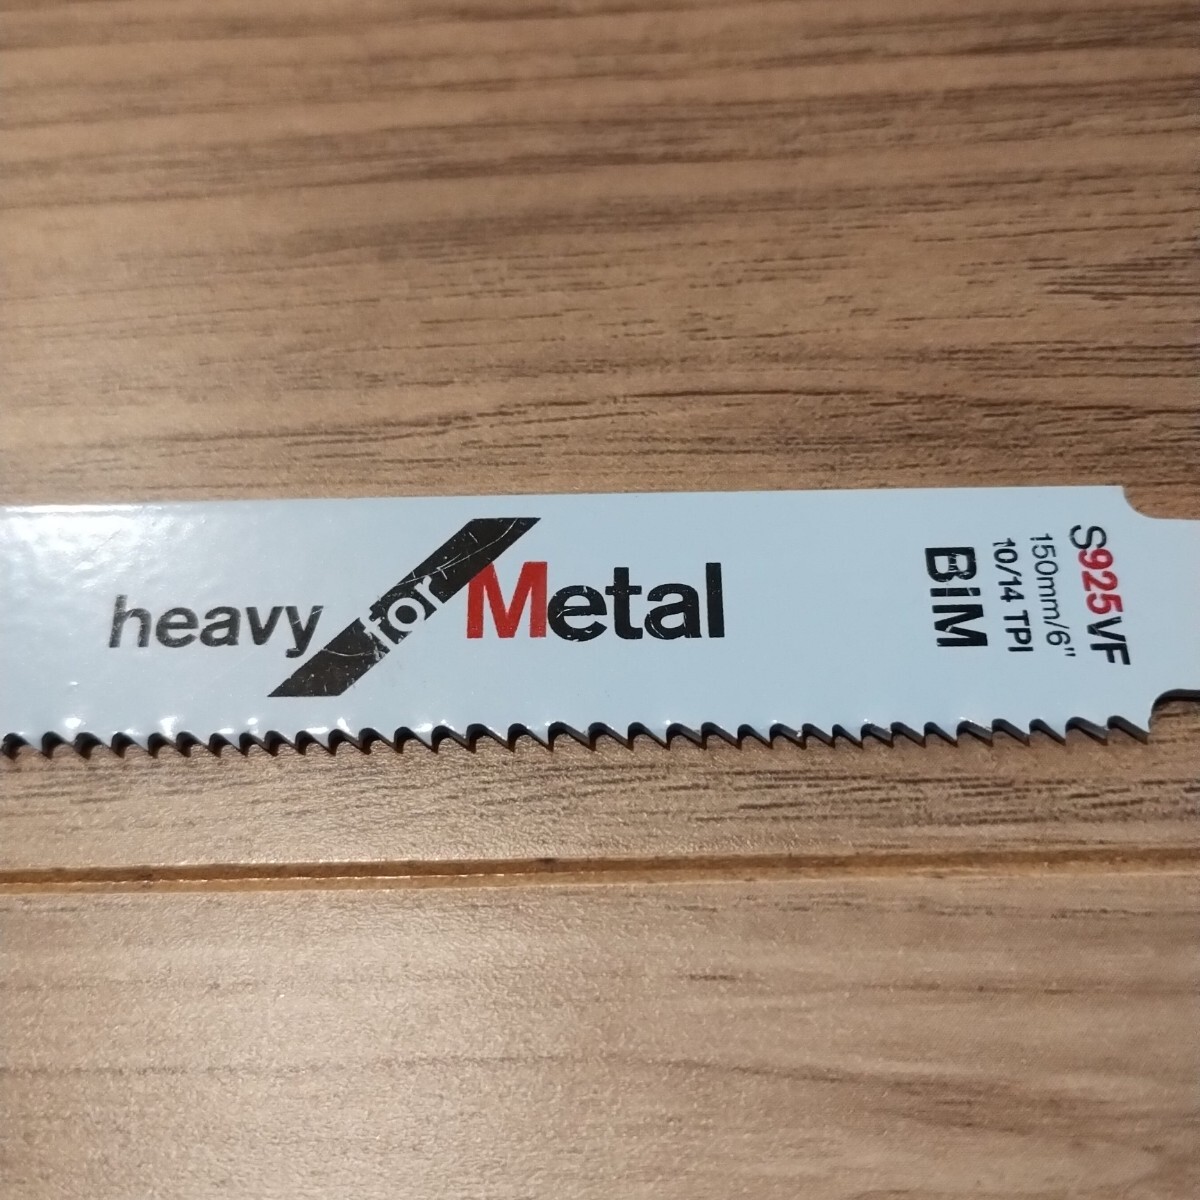 heavy for Metal
S925VF
150mm/6"
10/14 TPI
BiM